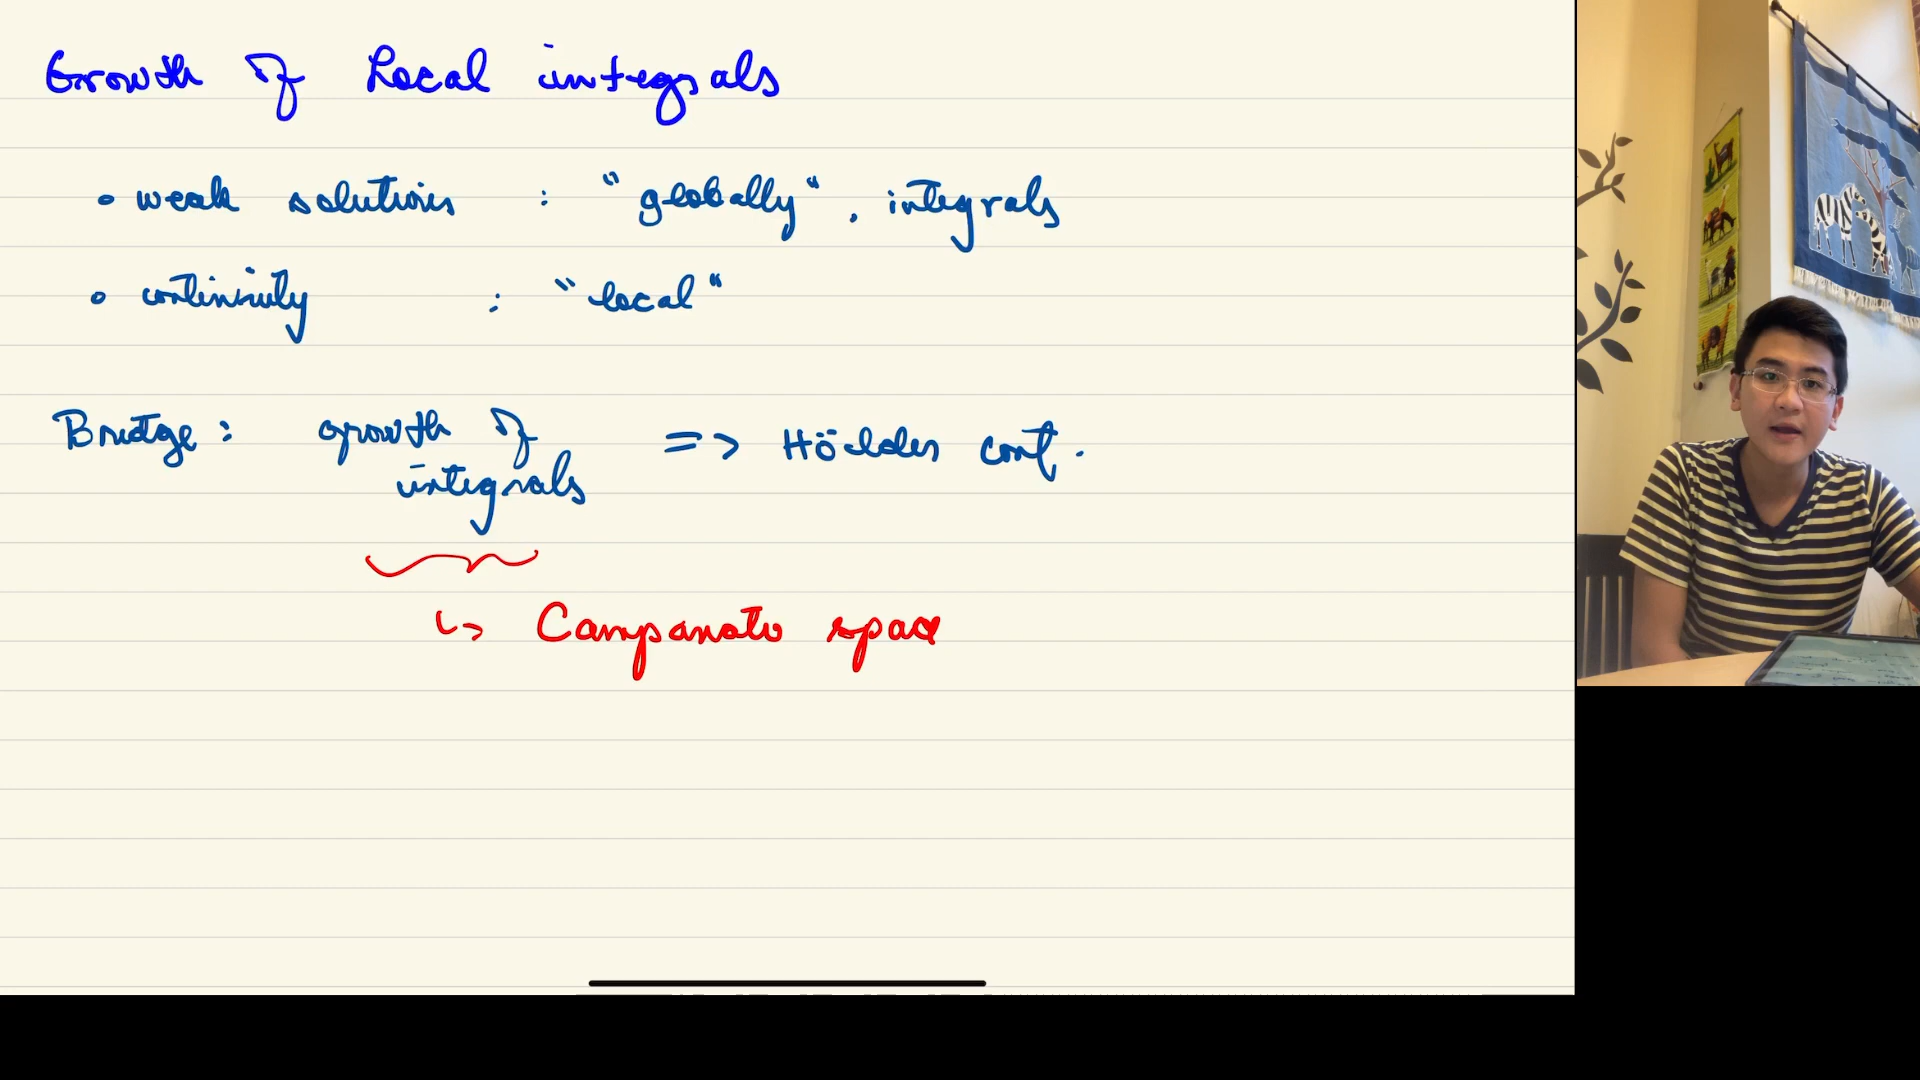 Growth of Local integrals
• weak solutions : "globally", integrals
• continuity : "local"
Bridge: growth of integrals => Hölder cont.
↳ Campanato space